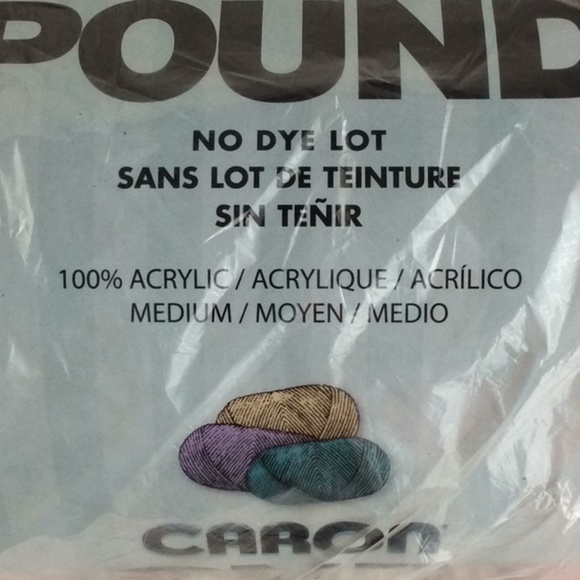 POUND
NO DYE LOT
SANS LOT DE TEINTURE
SIN TEÑIR
100% ACRYLIC / ACRYLIQUE / ACRÍLICO
MEDIUM / MOYEN / MEDIO
CARON